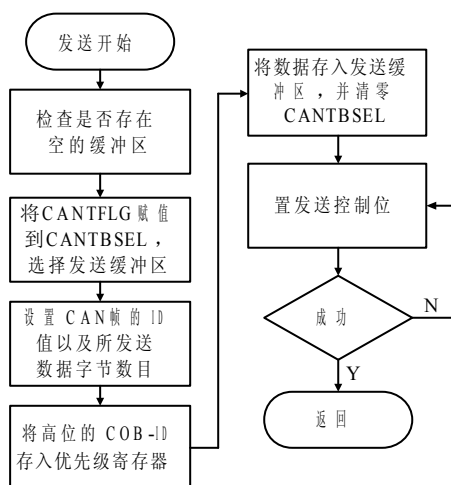 发送开始
检查是否存在
空的缓冲区
将CANTFLG 赋值
到CANTBSEL，
选择发送缓冲区
设置 CAN帧的 ID
值以及所发送
数据字节数目
将高位的 COB-ID
存入优先级寄存器
将数据存入发送缓
冲区，并清零
CANTBSEL
置发送控制位
成功
N
Y
返回